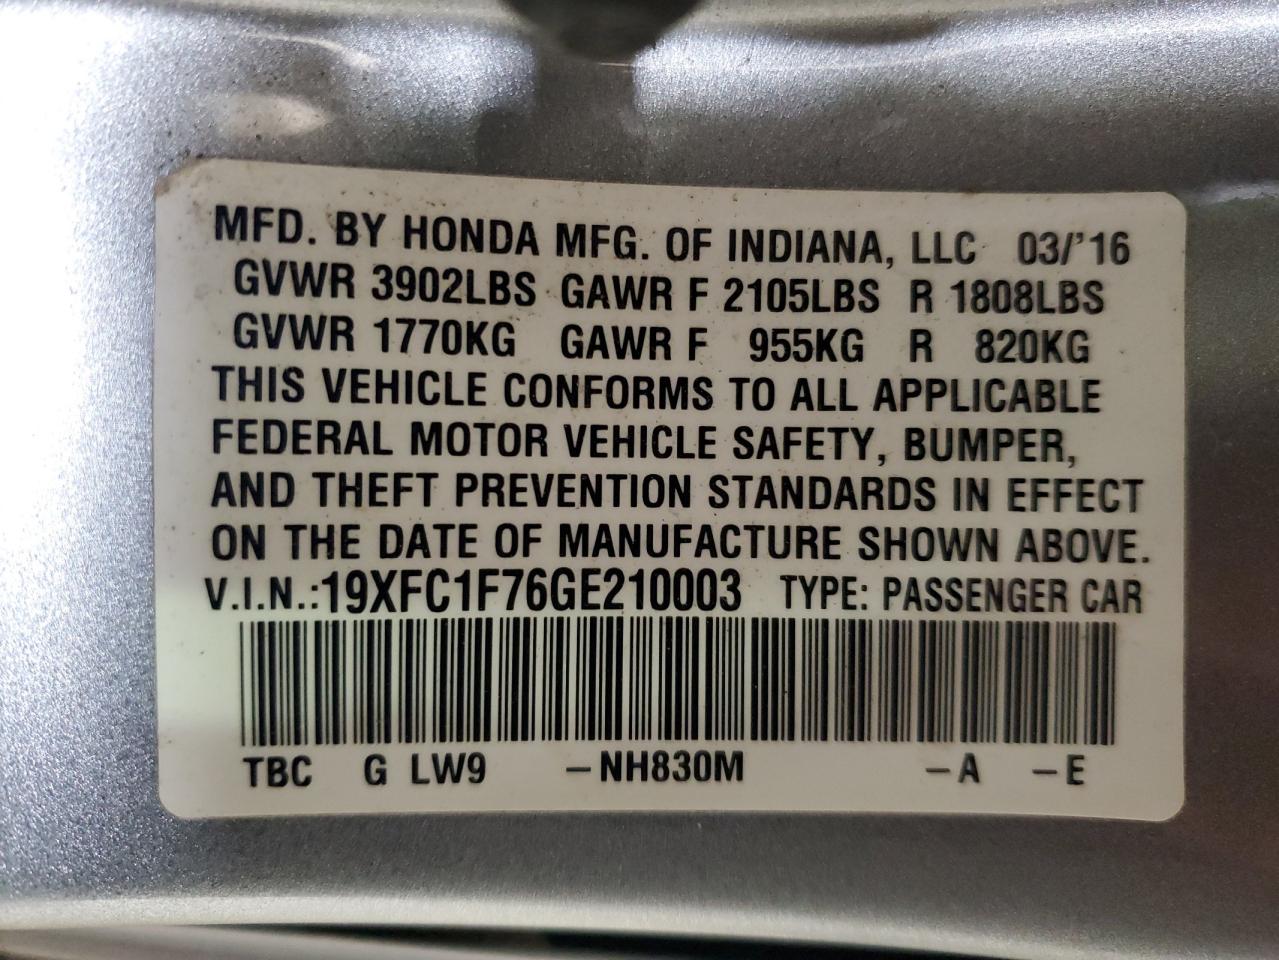 MFD. BY HONDA MFG. OF INDIANA, LLC 03/'16
GVWR 3902LBS GAWR F 2105LBS R 1808LBS
GVWR 1770KG GAWR F 955KG R 820KG
THIS VEHICLE CONFORMS TO ALL APPLICABLE
FEDERAL MOTOR VEHICLE SAFETY, BUMPER,
AND THEFT PREVENTION STANDARDS IN EFFECT
ON THE DATE OF MANUFACTURE SHOWN ABOVE.
V.I.N.:19XFC1F76GE210003 TYPE: PASSENGER CAR
TBC G LW9 –NH830M –A –E